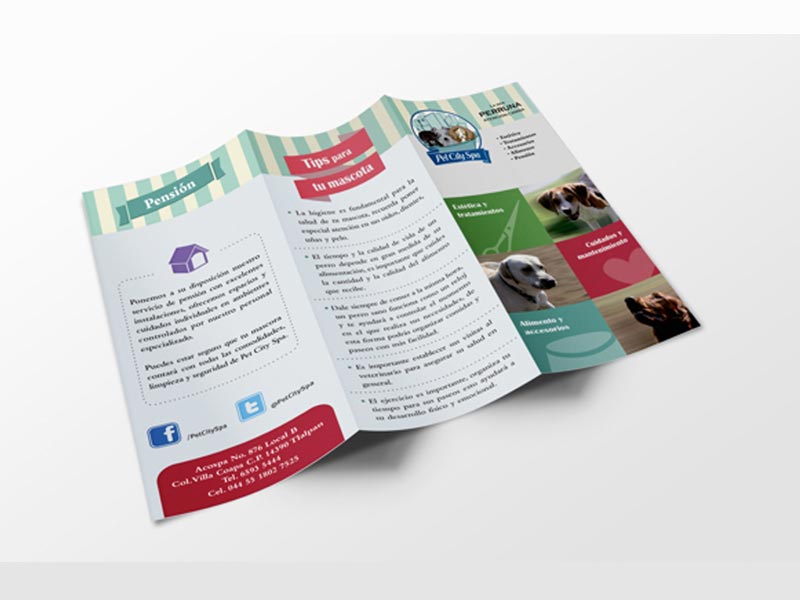 Pensión
Ponemos a tu disposición nuestro
servicio de pensión con excelentes
instalaciones, ofrecemos espacios y
cuidados individuales en ambientes
controlados por nuestro personal
especializado.
Puedes estar seguro que tu mascota
contará con todas las comodidades,
limpieza y seguridad de Pet City Spa.
/PetCitySpa
@PetCitySpa
Acoxpa No. 876 Local B
Col.Villa Coapa C.P. 14390 Tlalpan
Tel. 6593 5444
Cel. 044 55 1802 7525
Tips para
tu mascota
• La higiene es fundamental para la
salud de tu mascota, recuerda poner
especial atención en sus oídos, dientes,
uñas y pelo.
• El tiempo y la calidad de vida de un
perro depende en gran medida de su
alimentación, es importante que cuides
la cantidad y la calidad del alimento
que recibe.
• Dale siempre de comer a la misma hora,
un perro sano funciona como un reloj
y te ayudará a controlar el momento
en el que realiza sus necesidades, de
esta forma podrás organizar comidas y
paseos con más facilidad.
• Es importante establecer sus visitas al
veterinario para asegurar su salud en
general.
• El ejercicio es importante, organiza tu
tiempo para sus paseos esto ayudará a
su desarrollo físico y emocional.
PERRUNA
Pet City Spa
• Estética
• Tratamientos
• Accesorios
• Alimento
• Pensión
Estética y
tratamientos
Cuidados y
mantenimiento
Alimento y
accesorios